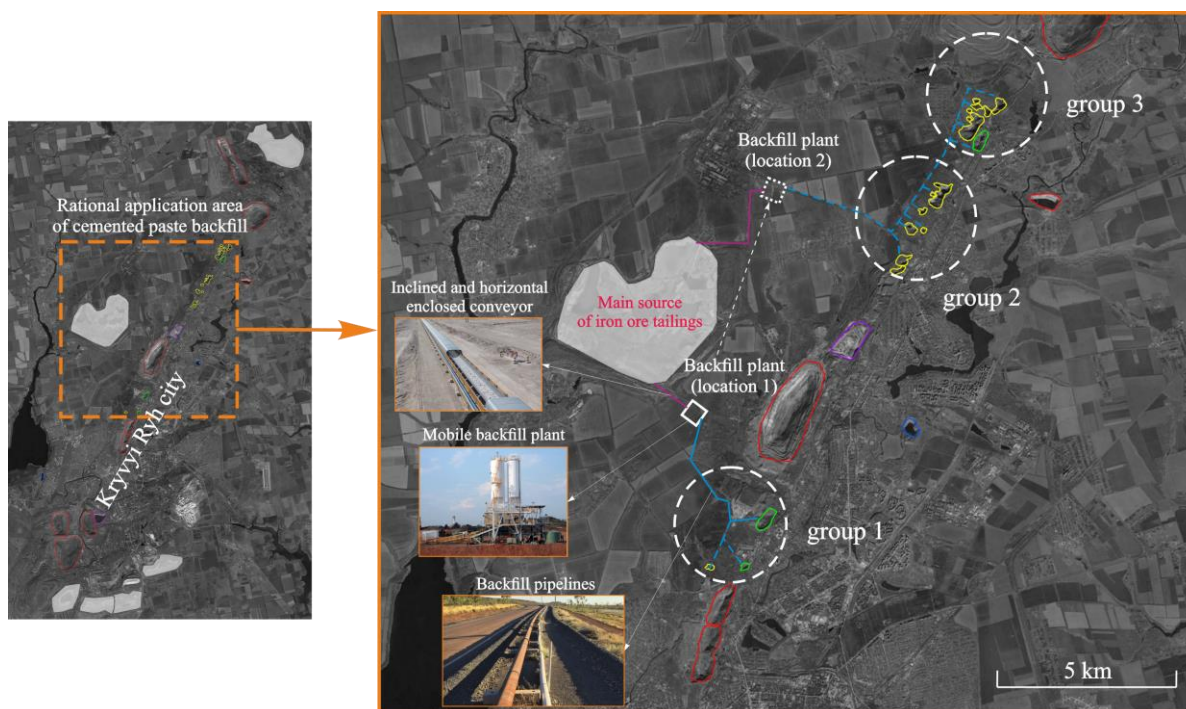 Rational application area
of cemented paste backfill
Kryvyi Ryh city
group 3
Backfill plant
(location 2)
group 2
Inclined and horizontal
enclosed conveyor
Main source
of iron ore tailings
Backfill plant
(location 1)
Mobile backfill plant
group 1
Backfill pipelines
5 km